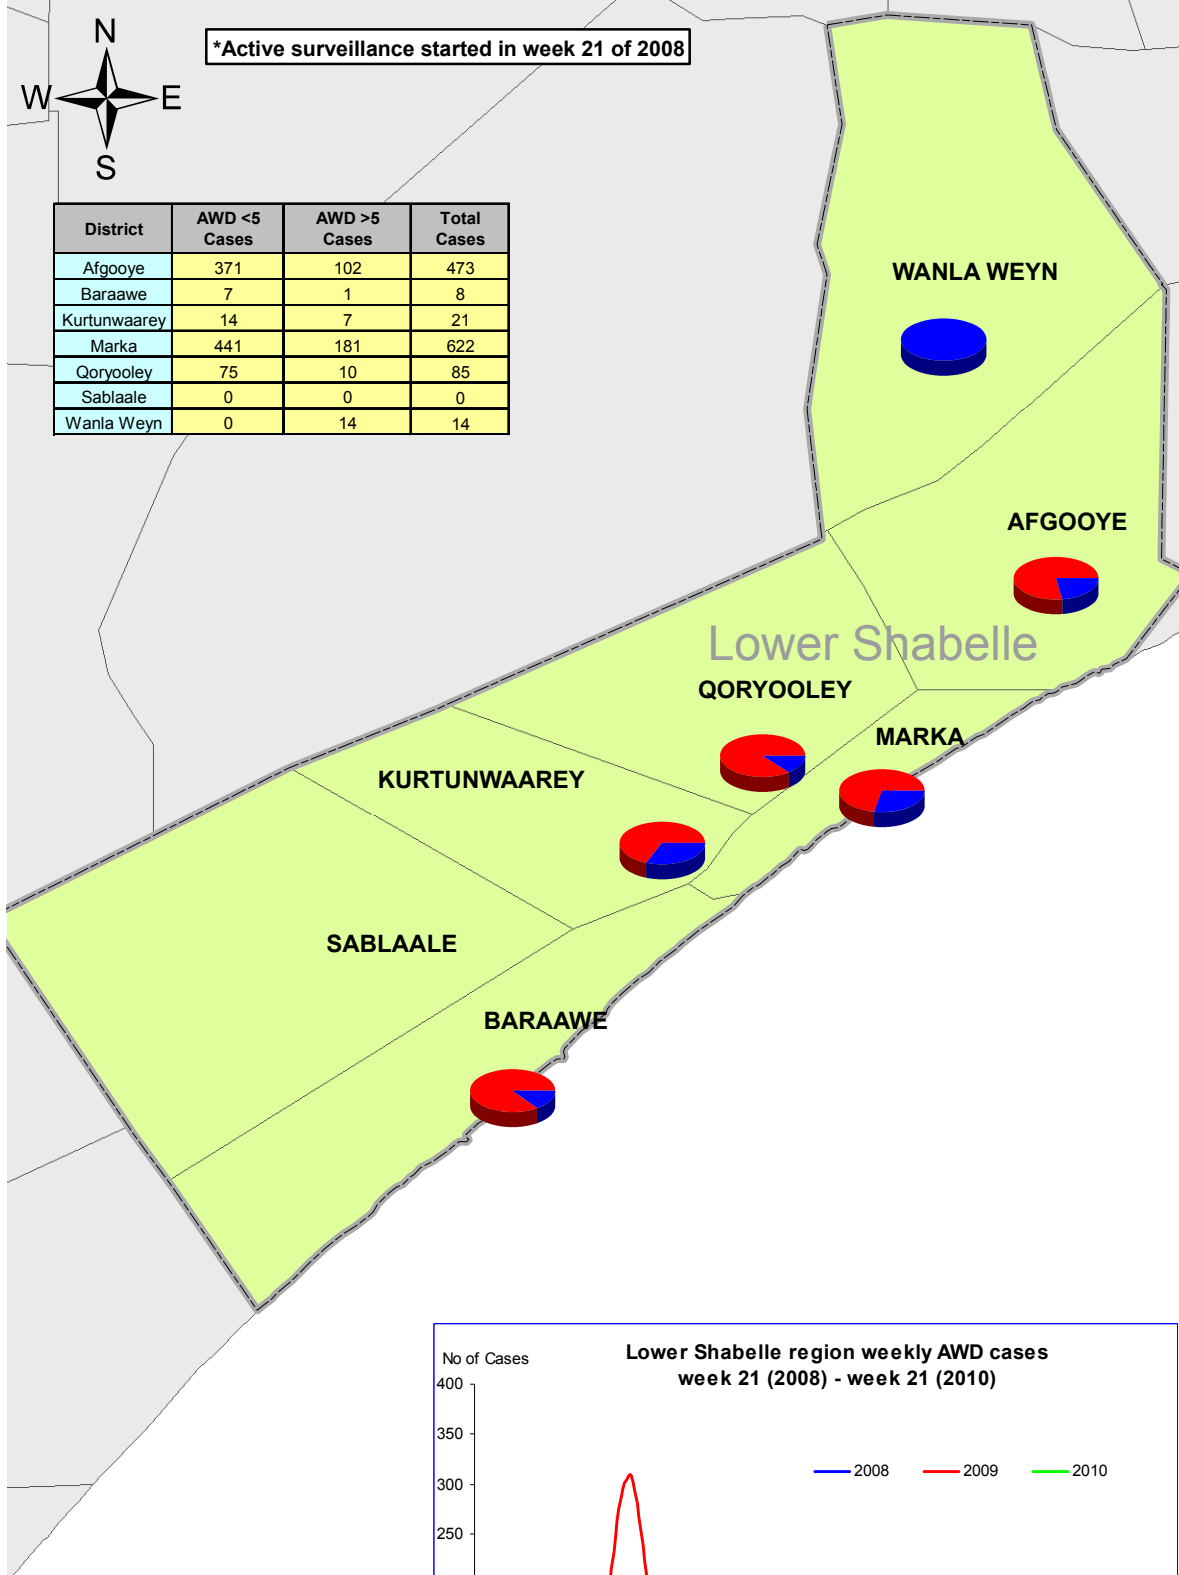 N
*Active surveillance started in week 21 of 2008
W E
S
District AWD <5 Cases AWD >5 Cases Total Cases
Afgooye 371 102 473
Baraawe 7 1 8
Kurtunwaarey 14 7 21
Marka 441 181 622
Qoryooley 75 10 85
Sablaale 0 0 0
Wanla Weyn 0 14 14
WANLA WEYN
AFGOOYE
Lower Shabelle
QORYOOLEY
MARKA
KURTUNWAAREY
SABLAALE
BARAAWE
Lower Shabelle region weekly AWD cases
week 21 (2008) - week 21 (2010)
No of Cases
400
350
300
250
2008 2009 2010